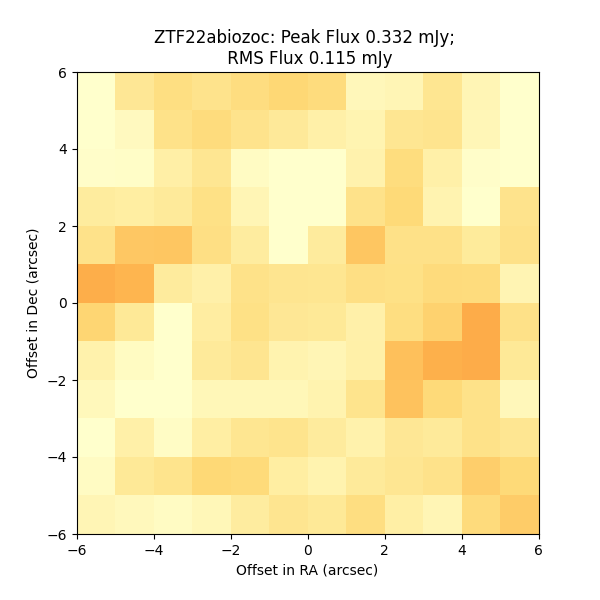 ZTF22abiozoc: Peak Flux 0.332 mJy;
RMS Flux 0.115 mJy
6
4
2
0
−2
−4
−6
Offset in Dec (arcsec)
−6 −4 −2 0 2 4 6
Offset in RA (arcsec)